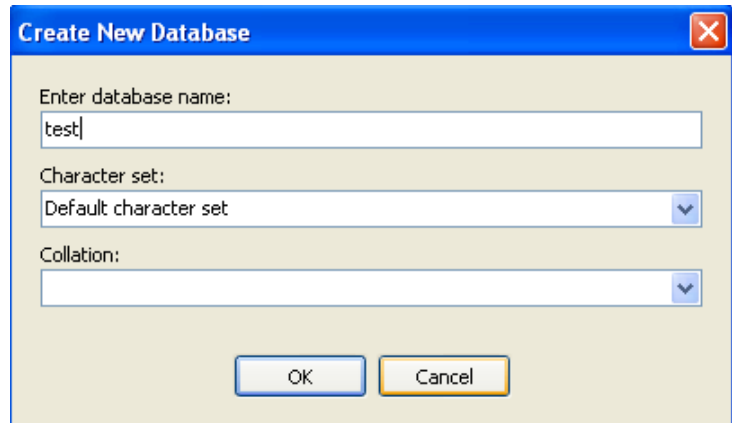 Create New Database
Enter database name:
test
Character set:
Default character set
Collation:
OK Cancel